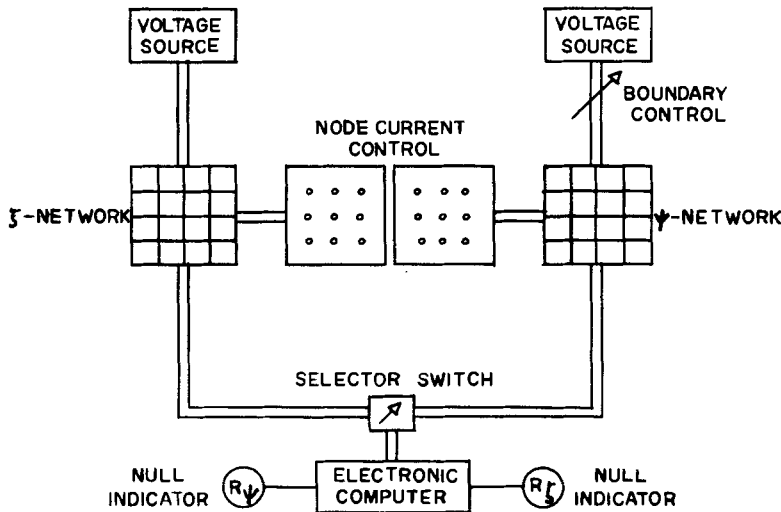 VOLTAGE
SOURCE
VOLTAGE
SOURCE
BOUNDARY
CONTROL
NODE CURRENT
CONTROL
ζ-NETWORK
ψ-NETWORK
SELECTOR SWITCH
NULL
INDICATOR
Rψ
ELECTRONIC
COMPUTER
Rζ
NULL
INDICATOR